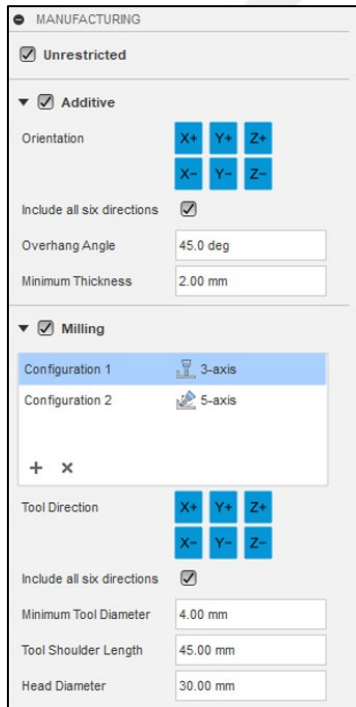 MANUFACTURING
Unrestricted
Additive
Orientation X+ Y+ Z+
X- Y- Z-
Include all six directions
Overhang Angle 45.0 deg
Minimum Thickness 2.00 mm
Milling
Configuration 1 3-axis
Configuration 2 5-axis
+ ×
Tool Direction X+ Y+ Z+
X- Y- Z-
Include all six directions
Minimum Tool Diameter 4.00 mm
Tool Shoulder Length 45.00 mm
Head Diameter 30.00 mm